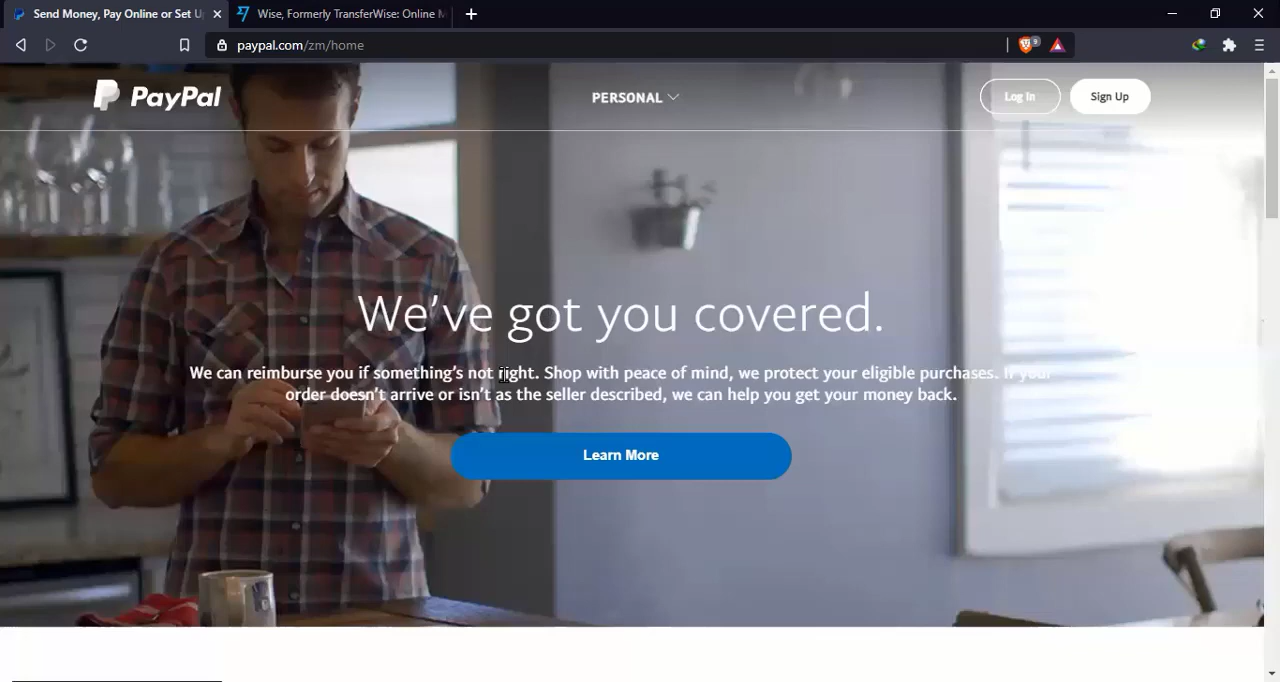 Send Money, Pay Online or Set U
Wise, Formerly TransferWise: Online M
paypal.com/zm/home
9
PayPal
PERSONAL
Log In
Sign Up
We've got you covered.
We can reimburse you if something's not right. Shop with peace of mind, we protect your eligible purchases. If your
order doesn't arrive or isn't as the seller described, we can help you get your money back.
Learn More